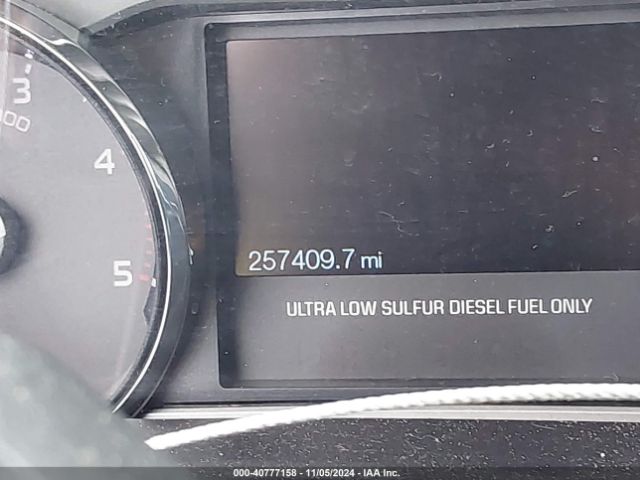 3
000
4
5
257409.7 mi
ULTRA LOW SULFUR DIESEL FUEL ONLY
000-40777158 - 11/05/2024 - IAA Inc.